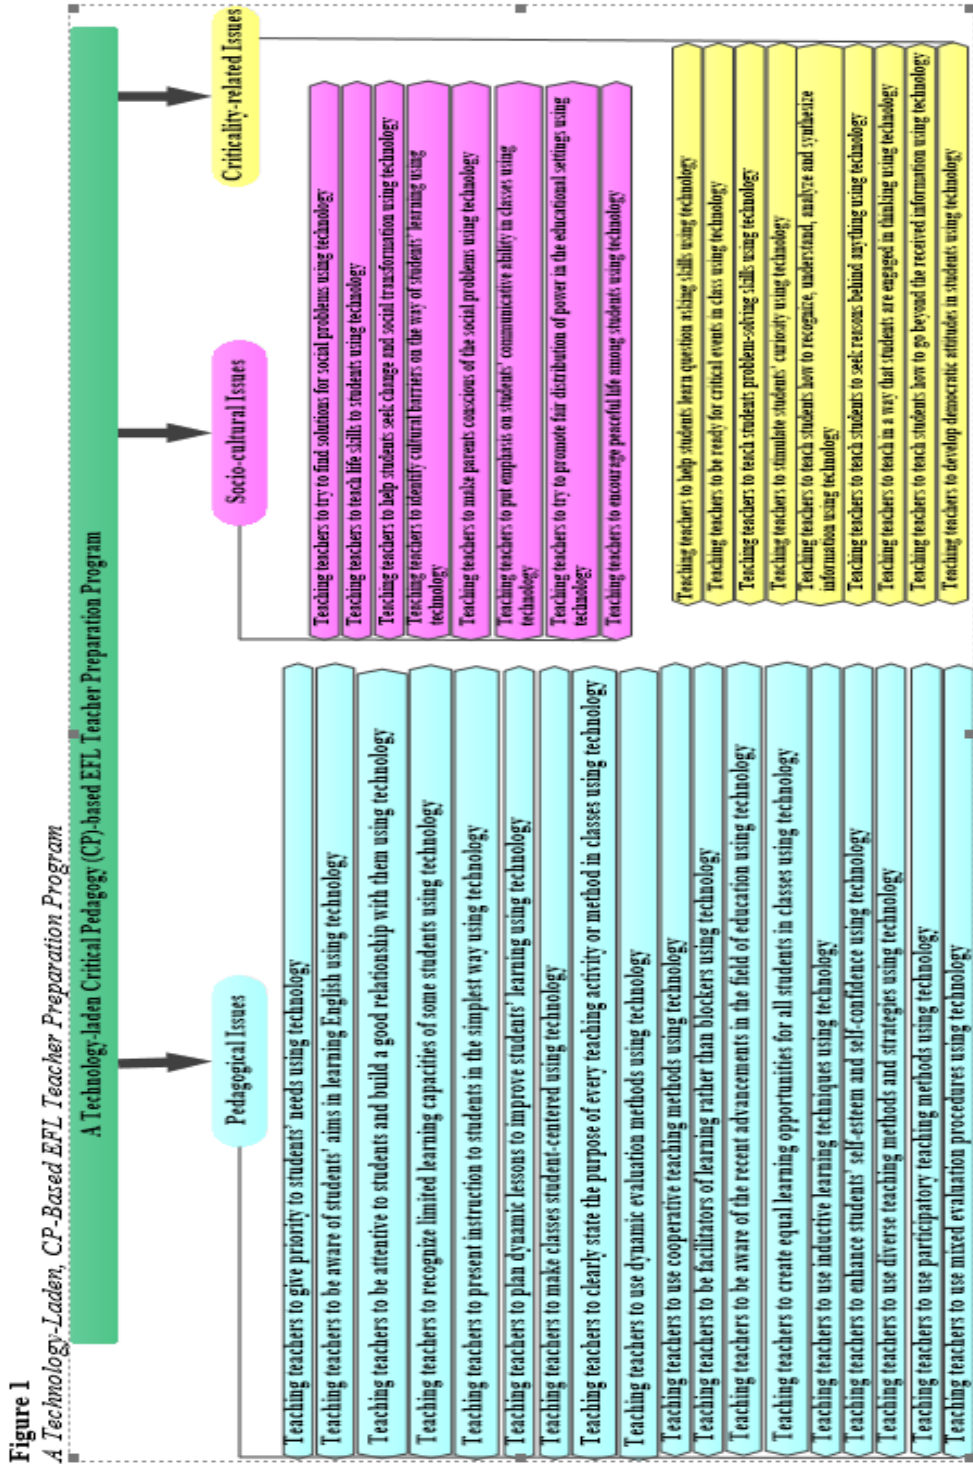 Figure 1
A Technology-Laden, CP-Based EFL Teacher Preparation Program
A Technology-laden Critical Pedagogy (CP)-based EFL Teacher Preparation Program
Pedagogical Issues
Teaching teachers to give priority to students' needs using technology
Teaching teachers to be aware of students' aims in learning English using technology
Teaching teachers to be attentive to students and build a good relationship with them using technology
Teaching teachers to recognize limited learning capacities of some students using technology
Teaching teachers to present instruction to students in the simplest way using technology
Teaching teachers to plan dynamic lessons to improve students' learning using technology
Teaching teachers to make classes student-centered using technology
Teaching teachers to clearly state the purpose of every teaching activity or method in classes using technology
Teaching teachers to use dynamic evaluation methods using technology
Teaching teachers to use cooperative teaching methods using technology
Teaching teachers to be facilitators of learning rather than blockers using technology
Teaching teachers to be aware of the recent advancements in the field of education using technology
Teaching teachers to create equal learning opportunities for all students in classes using technology
Teaching teachers to use inductive learning techniques using technology
Teaching teachers to enhance students' self-esteem and self-confidence using technology
Teaching teachers to use diverse teaching methods and strategies using technology
Teaching teachers to use participatory teaching methods using technology
Teaching teachers to use mixed evaluation procedures using technology
Socio-cultural Issues
Teaching teachers to try to find solutions for social problems using technology
Teaching teachers to teach life skills to students using technology
Teaching teachers to help students seek change and social transformation using technology
Teaching teachers to identify cultural barriers on the way of students' learning using
technology
Teaching teachers to make parents conscious of the social problems using technology
Teaching teachers to put emphasis on students' communicative ability in classes using
technology
Teaching teachers to try to promote fair distribution of power in the educational settings using
technology
Teaching teachers to encourage peaceful life among students using technology
Criticality-related Issues
Teaching teachers to help students learn question asking skills using technology
Teaching teachers to be ready for critical events in class using technology
Teaching teachers to teach students problem-solving skills using technology
Teaching teachers to stimulate students' curiosity using technology
Teaching teachers to teach students how to recognize, understand, analyze and synthesize
information using technology
Teaching teachers to teach students to seek reasons behind anything using technology
Teaching teachers to teach in a way that students are engaged in thinking using technology
Teaching teachers to teach students how to go beyond the received information using technology
Teaching teachers to develop democratic attitudes in students using technology